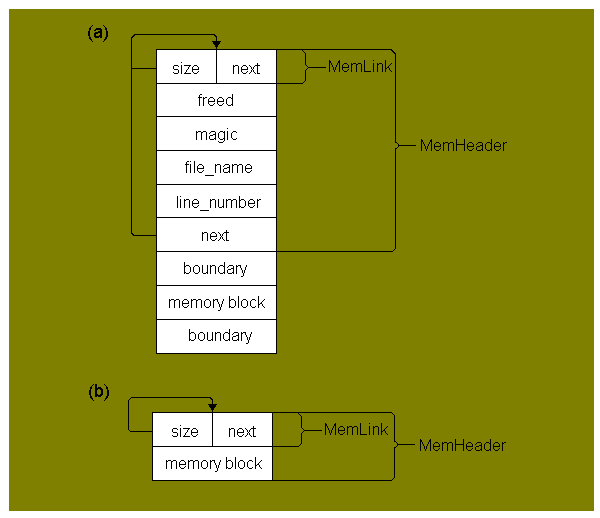 (a)
size next MemLink
freed
magic MemHeader
file_name
line_number
next
boundary
memory block
boundary
(b)
size next MemLink
MemHeader
memory block